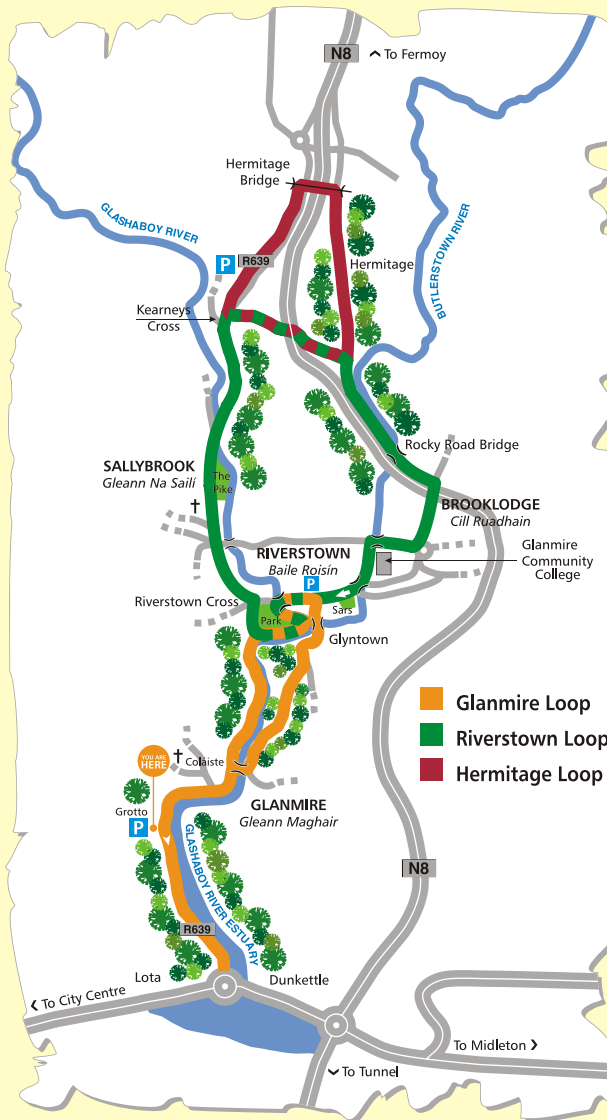 N8
^ To Fermoy
Hermitage
Bridge
GLASHABOY RIVER
BUTLERSTOWN RIVER
P
R639
Hermitage
Kearneys
Cross
Rocky Road Bridge
SALLYBROOK
Gleann Na Sailí
The
Pike
BROOKLODGE
Cill Ruadhain
RIVERSTOWN
Baile Roisín
Glanmire
Community
College
P
Riverstown Cross
Park
Sars
Glyntown
Glanmire Loop
Riverstown Loop
Hermitage Loop
YOU ARE
HERE
Coláiste
Grotto
P
GLANMIRE
Gleann Maghair
GLASHABOY RIVER ESTUARY
N8
R639
Lota
Dunkettle
< To City Centre
To Midleton >
To Tunnel